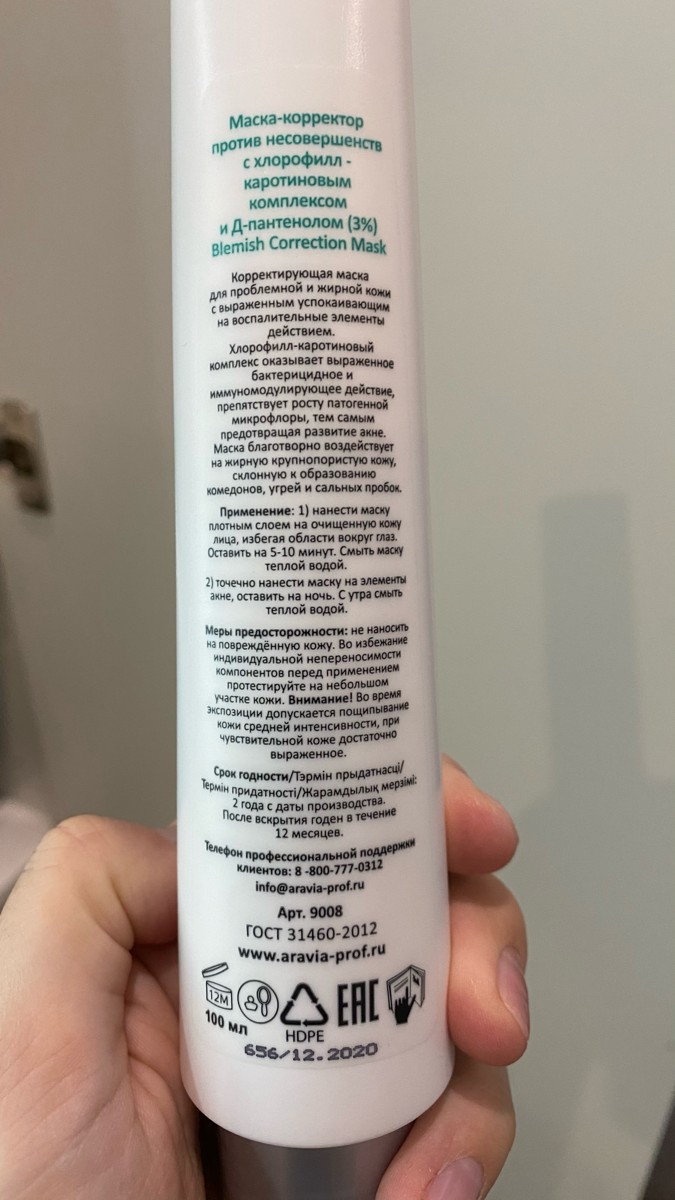 Маска-корректор
против несовершенств
с хлорофилл -
каротиновым
комплексом
и Д-пантенолом (3%)
Blemish Correction Mask
Корректирующая маска
для проблемной и жирной кожи
с выраженным успокаивающим
на воспалительные элементы
действием.
Хлорофилл-каротиновый
комплекс оказывает выраженное
бактерицидное и
иммуномодулирующее действие,
препятствует росту патогенной
микрофлоры, тем самым
предотвращая развитие акне.
Маска благотворно воздействует
на жирную крупнопористую кожу,
склонную к образованию
комедонов, угрей и сальных пробок.
Применение: 1) нанести маску
плотным слоем на очищенную кожу
лица, избегая области вокруг глаз.
Оставить на 5-10 минут. Смыть маску
теплой водой.
2) точечно нанести маску на элементы
акне, оставить на ночь. С утра смыть
теплой водой.
Меры предосторожности: не наносить
на повреждённую кожу. Во избежание
индивидуальной непереносимости
компонентов перед применением
протестируйте на небольшом
участке кожи. Внимание! Во время
экспозиции допускается пощипывание
кожи средней интенсивности, при
чувствительной коже достаточно
выраженное.
Срок годности/Тэрмін прыдатнасці/
Термін придатності/Жарамдылық мерзімі:
2 года с даты производства.
После вскрытия годен в течение
12 месяцев.
Телефон профессиональной поддержки
клиентов: 8 -800-777-0312
info@aravia-prof.ru
Арт. 9008
ГОСТ 31460-2012
www.aravia-prof.ru
12M
EAC
100 мл
HDPE
656/12.2020